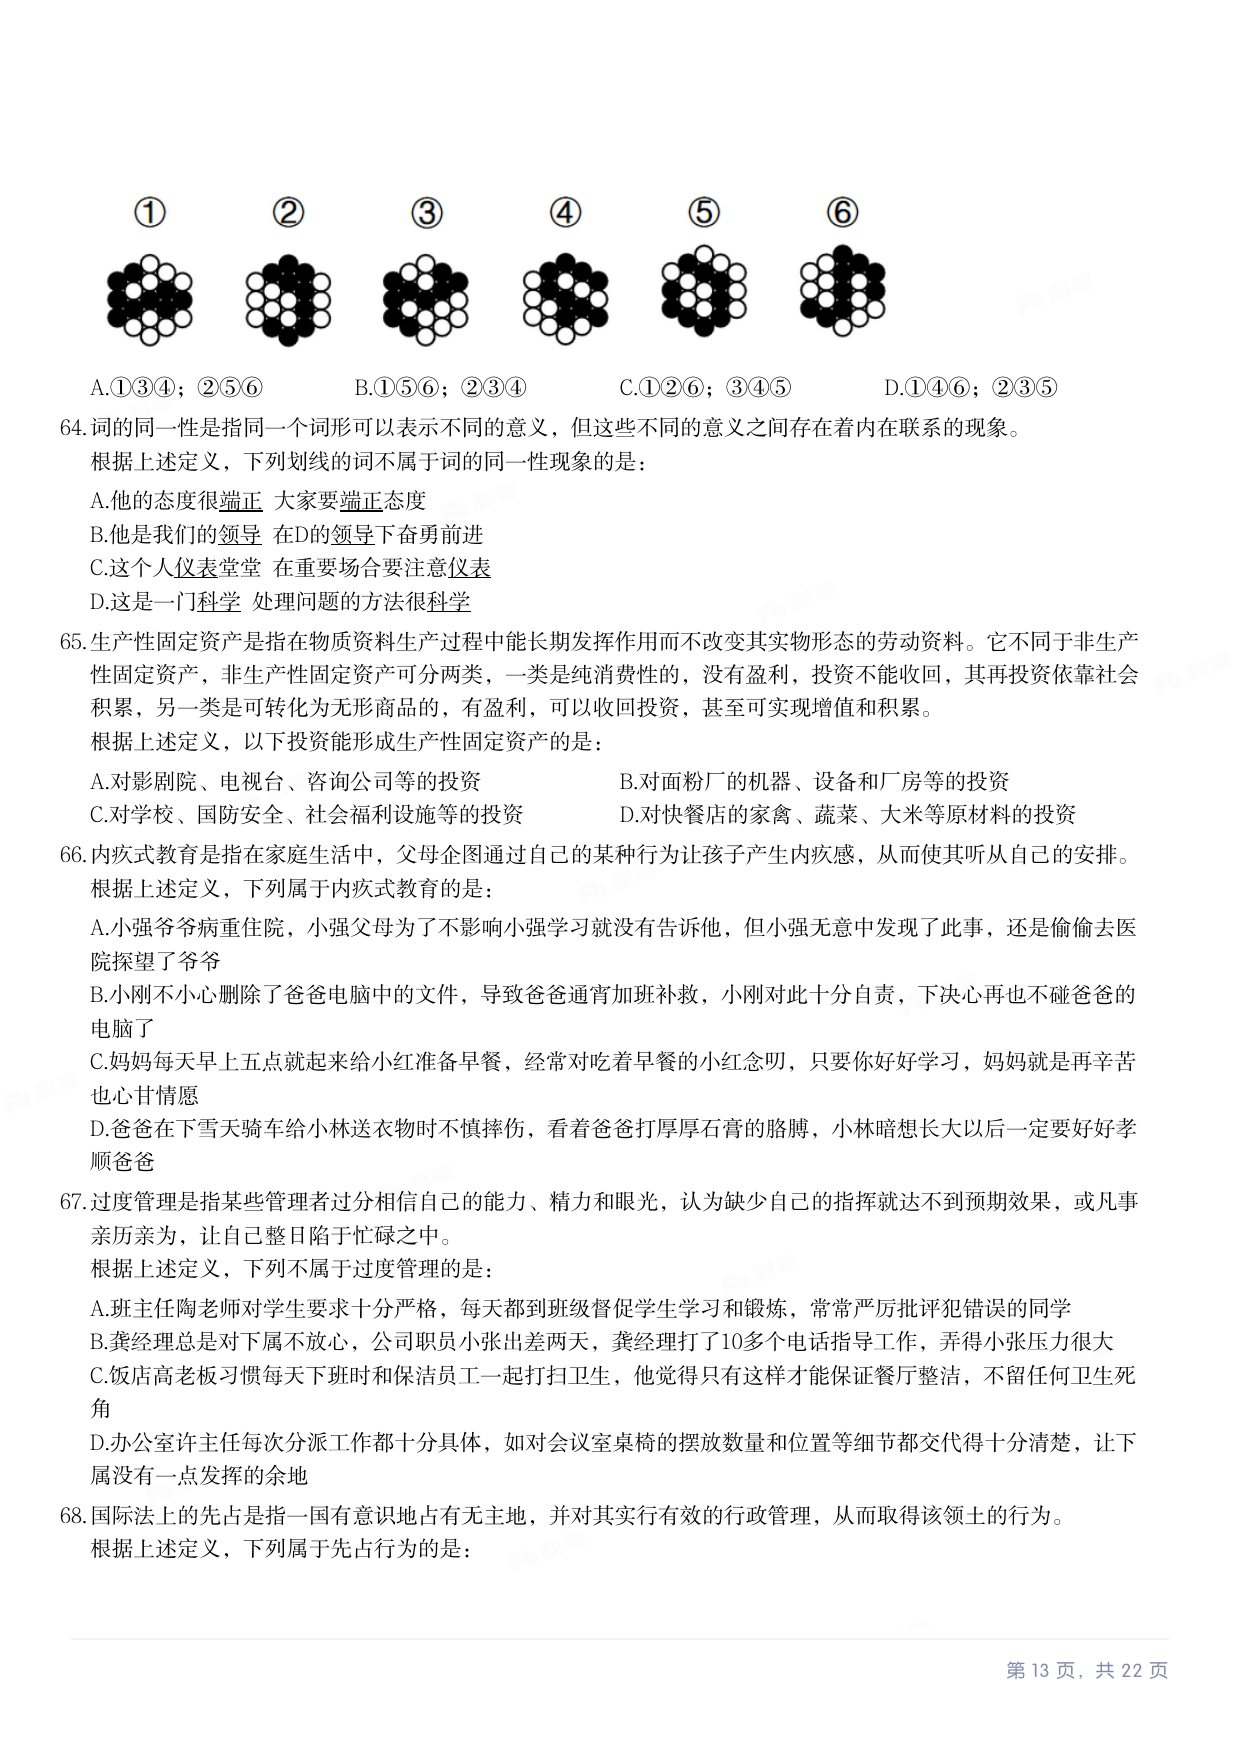 ① ② ③ ④ ⑤ ⑥
A.①③④；②⑤⑥ B.①⑤⑥；②③④ C.①②⑥；③④⑤ D.①④⑥；②③⑤
64.词的同一性是指同一个词形可以表示不同的意义，但这些不同的意义之间存在着内在联系的现象。
根据上述定义，下列划线的词不属于词的同一性现象的是：
A.他的态度很端正 大家要端正态度
B.他是我们的领导 在D的领导下奋勇前进
C.这个人仪表堂堂 在重要场合要注意仪表
D.这是一门科学 处理问题的方法很科学
65.生产性固定资产是指在物质资料生产过程中能长期发挥作用而不改变其实物形态的劳动资料。它不同于非生产
性固定资产，非生产性固定资产可分两类，一类是纯消费性的，没有盈利，投资不能收回，其再投资依靠社会
积累，另一类是可转化为无形商品的，有盈利，可以收回投资，甚至可实现增值和积累。
根据上述定义，以下投资能形成生产性固定资产的是：
A.对影剧院、电视台、咨询公司等的投资 B.对面粉厂的机器、设备和厂房等的投资
C.对学校、国防安全、社会福利设施等的投资 D.对快餐店的家禽、蔬菜、大米等原材料的投资
66.内疚式教育是指在家庭生活中，父母企图通过自己的某种行为让孩子产生内疚感，从而使其听从自己的安排。
根据上述定义，下列属于内疚式教育的是：
A.小强爷爷病重住院，小强父母为了不影响小强学习就没有告诉他，但小强无意中发现了此事，还是偷偷去医
院探望了爷爷
B.小刚不小心删除了爸爸电脑中的文件，导致爸爸通宵加班补救，小刚对此十分自责，下决心再也不碰爸爸的
电脑了
C.妈妈每天早上五点就起来给小红准备早餐，经常对吃着早餐的小红念叨，只要你好好学习，妈妈就是再辛苦
也心甘情愿
D.爸爸在下雪天骑车给小林送衣物时不慎摔伤，看着爸爸打厚厚石膏的胳膊，小林暗想长大以后一定要好好孝
顺爸爸
67.过度管理是指某些管理者过分相信自己的能力、精力和眼光，认为缺少自己的指挥就达不到预期效果，或凡事
亲历亲为，让自己整日陷于忙碌之中。
根据上述定义，下列不属于过度管理的是：
A.班主任陶老师对学生要求十分严格，每天都到班级督促学生学习和锻炼，常常严厉批评犯错误的同学
B.龚经理总是对下属不放心，公司职员小张出差两天，龚经理打了10多个电话指导工作，弄得小张压力很大
C.饭店高老板习惯每天下班时和保洁员工一起打扫卫生，他觉得只有这样才能保证餐厅整洁，不留任何卫生死
角
D.办公室许主任每次分派工作都十分具体，如对会议室桌椅的摆放数量和位置等细节都交代得十分清楚，让下
属没有一点发挥的余地
68.国际法上的先占是指一国有意识地占有无主地，并对其实行有效的行政管理，从而取得该领土的行为。
根据上述定义，下列属于先占行为的是：
第 13 页，共 22 页